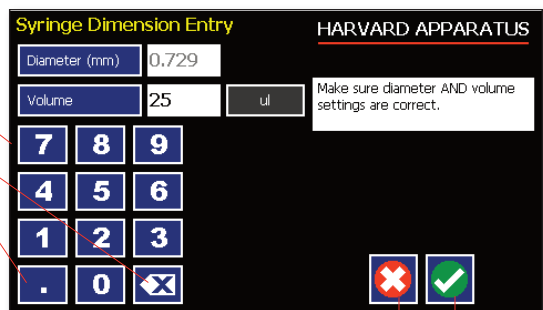 Syringe Dimension Entry
HARVARD APPARATUS
Diameter (mm) 0.729
Volume 25 ul
Make sure diameter AND volume
settings are correct.
7 8 9
4 5 6
1 2 3
. 0